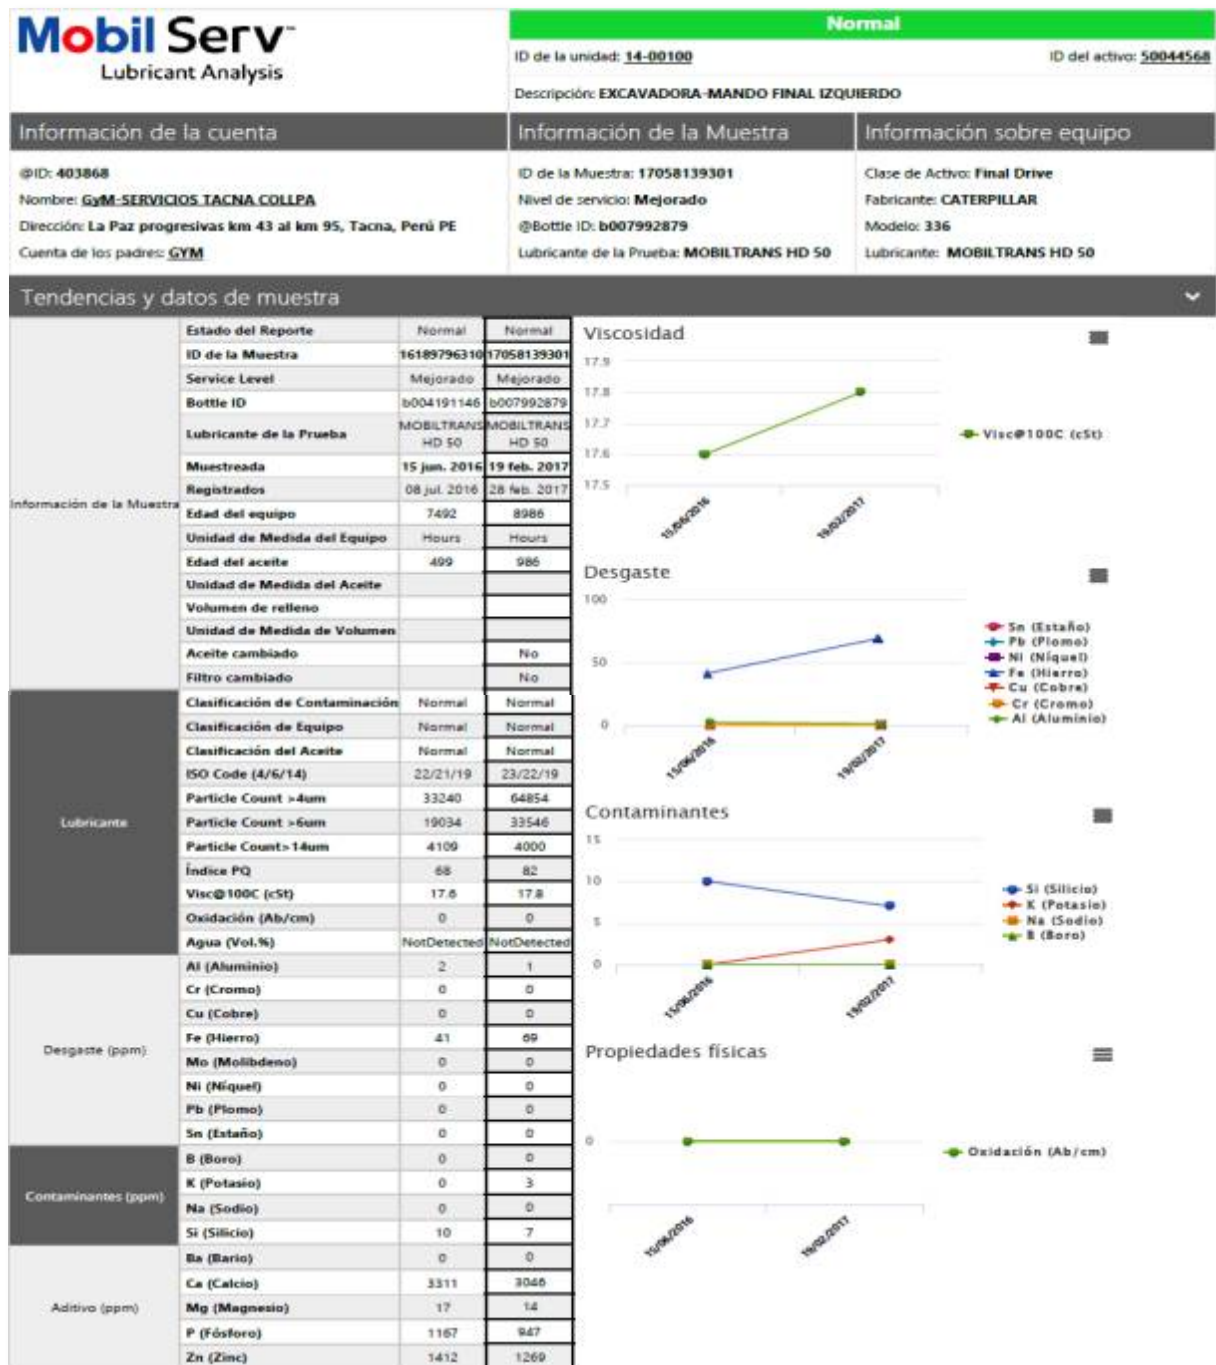 Mobil Serv™
Lubricant Analysis
Normal
ID de la unidad: 14-00100 ID del activo: 50044568
Descripción: EXCAVADORA-MANDO FINAL IZQUIERDO
Información de la cuenta Información de la Muestra Información sobre equipo
@ID: 403868 ID de la Muestra: 17058139301 Clase de Activo: Final Drive
Nombre: GyM-SERVICIOS TACNA COLLPA Nivel de servicio: Mejorado Fabricante: CATERPILLAR
Dirección: La Paz progresivas km 43 al km 95, Tacna, Perú PE @Bottle ID: b007992879 Modelo: 336
Cuenta de los padres: GYM Lubricante de la Prueba: MOBILTRANS HD 50 Lubricante: MOBILTRANS HD 50
Tendencias y datos de muestra
Información de la Muestra
Estado del Reporte Normal Normal
ID de la Muestra 16189796310 17058139301
Service Level Mejorado Mejorado
Bottle ID b004191146 b007992879
Lubricante de la Prueba MOBILTRANS HD 50 MOBILTRANS HD 50
Muestreada 15 jun. 2016 19 feb. 2017
Registrados 08 jul. 2016 28 feb. 2017
Edad del equipo 7492 8986
Unidad de Medida del Equipo Hours Hours
Edad del aceite 499 986
Unidad de Medida del Aceite
Volumen de relleno
Unidad de Medida de Volumen
Aceite cambiado No
Filtro cambiado No
Lubricante
Clasificación de Contaminación Normal Normal
Clasificación de Equipo Normal Normal
Clasificación del Aceite Normal Normal
ISO Code (4/6/14) 22/21/19 23/22/19
Particle Count >4um 33240 64854
Particle Count >6um 19034 33546
Particle Count>14um 4109 4000
Índice PQ 68 82
Visc@100C (cSt) 17.6 17.8
Oxidación (Ab/cm) 0 0
Agua (Vol.%) NotDetected NotDetected
Desgaste (ppm)
Al (Aluminio) 2 1
Cr (Cromo) 0 0
Cu (Cobre) 0 0
Fe (Hierro) 41 69
Mo (Molibdeno) 0 0
Ni (Níquel) 0 0
Pb (Plomo) 0 0
Sn (Estaño) 0 0
Contaminantes (ppm)
B (Boro) 0 0
K (Potasio) 0 3
Na (Sodio) 0 0
Si (Silicio) 10 7
Aditivo (ppm)
Ba (Bario) 0 0
Ca (Calcio) 3311 3046
Mg (Magnesio) 17 14
P (Fósforo) 1167 947
Zn (Zinc) 1412 1269
Viscosidad
17.9
17.8
17.7
17.6
17.5
15/06/2016 19/02/2017
Visc@100C (cSt)
Desgaste
100
50
0
15/06/2016 19/02/2017
Sn (Estaño)
Pb (Plomo)
Ni (Níquel)
Fe (Hierro)
Cu (Cobre)
Cr (Cromo)
Al (Aluminio)
Contaminantes
15
10
5
0
15/06/2016 19/02/2017
Si (Silicio)
K (Potasio)
Na (Sodio)
B (Boro)
Propiedades físicas
0
15/06/2016 19/02/2017
Oxidación (Ab/cm)